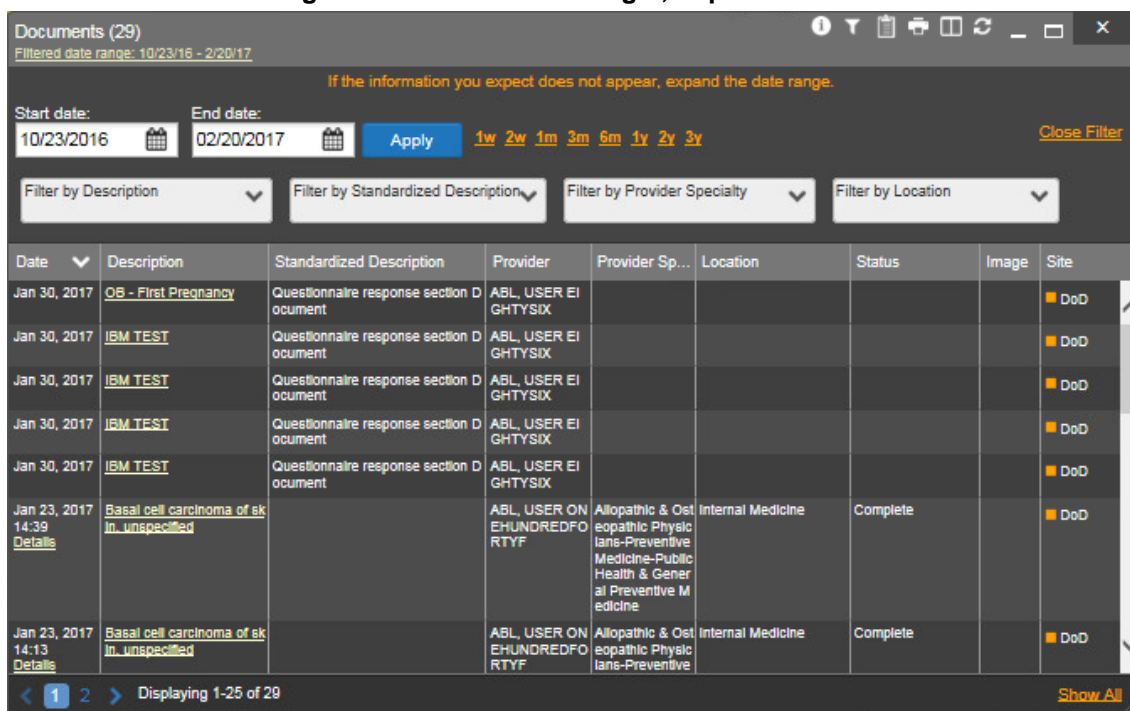 Documents (29)
Filtered date range: 10/23/16 - 2/20/17
If the information you expect does not appear, expand the date range.
Start date: End date:
10/23/2016 02/20/2017 Apply 1w 2w 1m 3m 6m 1y 2y 3y Close Filter
Filter by Description Filter by Standardized Description Filter by Provider Specialty Filter by Location
Date Description Standardized Description Provider Provider Sp... Location Status Image Site
Jan 30, 2017 OB - First Pregnancy Questionnaire response section D ABL, USER EI DoD
ocument GHTYSIX
Jan 30, 2017 IBM TEST Questionnaire response section D ABL, USER EI DoD
ocument GHTYSIX
Jan 30, 2017 IBM TEST Questionnaire response section D ABL, USER EI DoD
ocument GHTYSIX
Jan 30, 2017 IBM TEST Questionnaire response section D ABL, USER EI DoD
ocument GHTYSIX
Jan 30, 2017 IBM TEST Questionnaire response section D ABL, USER EI DoD
ocument GHTYSIX
Jan 23, 2017 Basal cell carcinoma of sk ABL, USER ON Allopathic & Ost Internal Medicine Complete DoD
14:39 in, unspecified EHUNDREDFO eopathic Physic
Details RTYF ians-Preventive
Medicine-Public
Health & Gener
al Preventive M
edicine
Jan 23, 2017 Basal cell carcinoma of sk ABL, USER ON Allopathic & Ost Internal Medicine Complete DoD
14:13 in, unspecified EHUNDREDFO eopathic Physic
Details RTYF ians-Preventive
1 2 Displaying 1-25 of 29 Show All